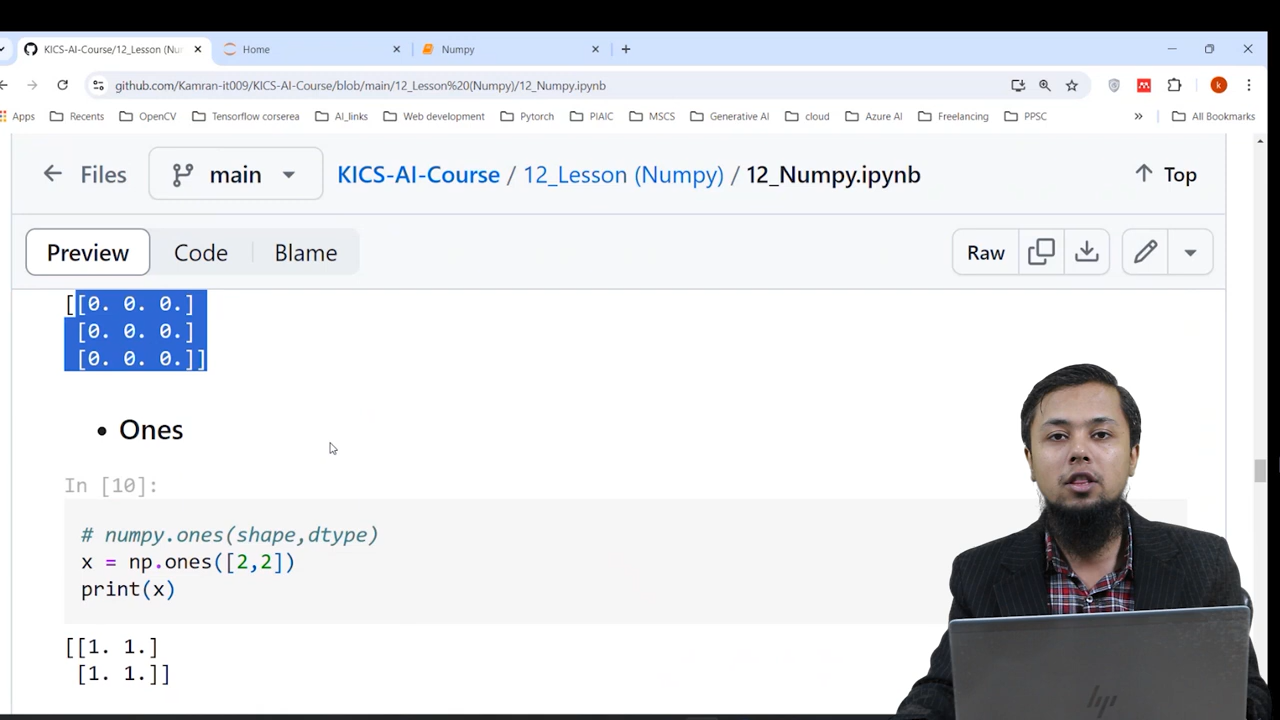 KICS-AI-Course/12_Lesson (Nu
Home
Numpy
github.com/Kamran-it009/KICS-AI-Course/blob/main/12_Lesson%20(Numpy)/12_Numpy.ipynb
k
Apps Recents OpenCV Tensorflow corserea AI_links Web development Pytorch PIAIC MSCS Generative AI cloud Azure AI Freelancing PPSC » All Bookmarks
Files main KICS-AI-Course / 12_Lesson (Numpy) / 12_Numpy.ipynb Top
Preview Code Blame Raw
[[0. 0. 0.]
[0. 0. 0.]
[0. 0. 0.]]
• Ones
In [10]:
# numpy.ones(shape,dtype)
x = np.ones([2,2])
print(x)
[[1. 1.]
[1. 1.]]
hp